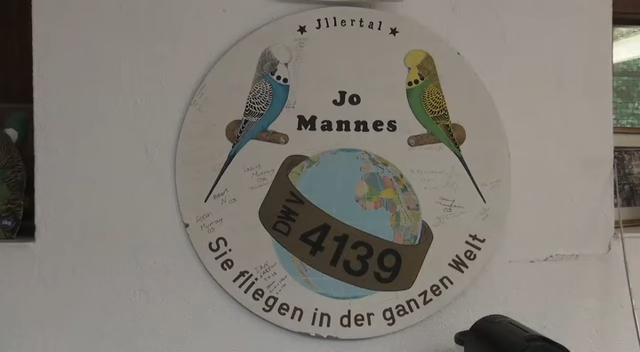 ★ Jllertal ★
Jo
Mannes
DWV
4139
Sie fliegen in der ganzen Welt